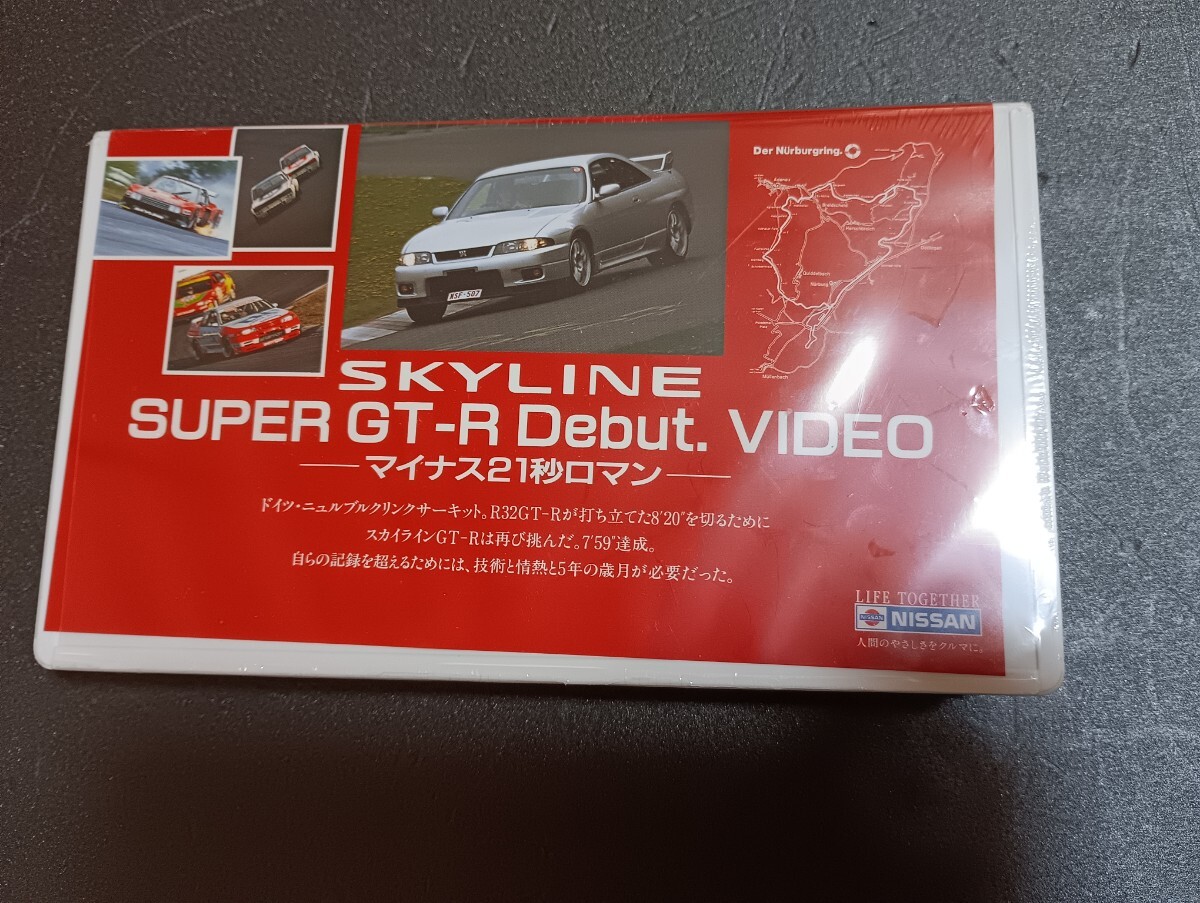 Der Nürburgring.
WSF-507
SKYLINE
SUPER GT-R Debut. VIDEO
マイナス21秒ロマン
ドイツ・ニュルブルクリンクサーキット。R32GT-Rが打ち立てた8'20"を切るために
スカイラインGT-Rは再び挑んだ。7'59"達成。
自らの記録を超えるためには、技術と情熱と5年の歳月が必要だった。
LIFE TOGETHER
NISSAN NISSAN
人間のやさしさをクルマに。